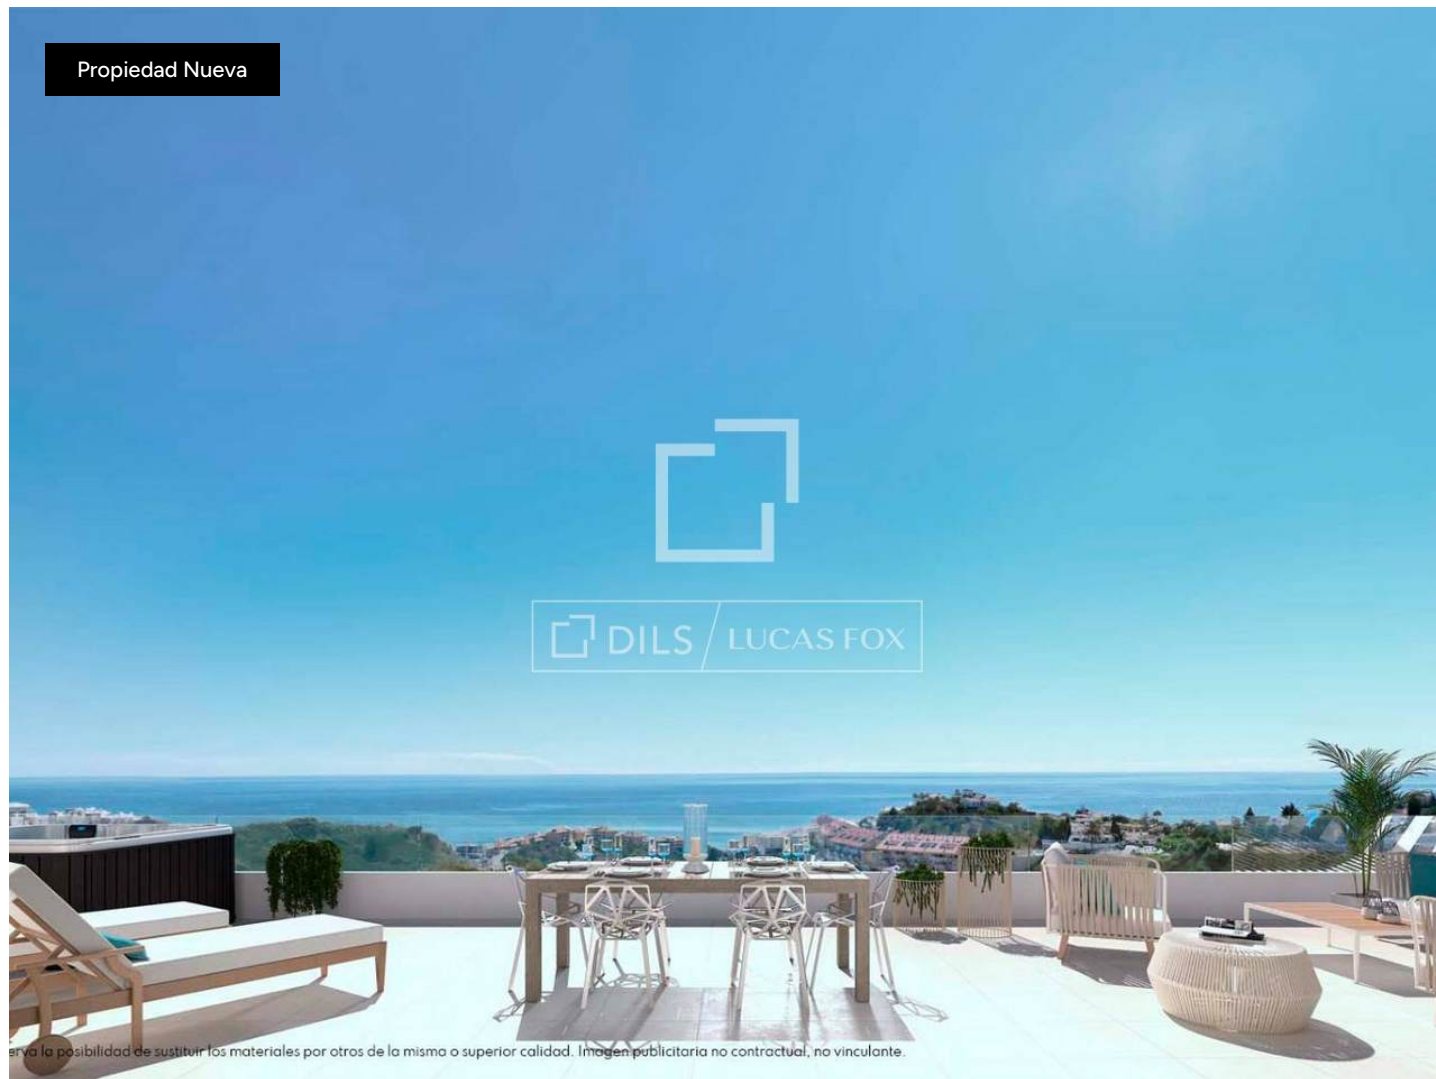 Propiedad Nueva
DILS / LUCAS FOX
erva la posibilidad de sustituir los materiales por otros de la misma o superior calidad. Imagen publicitaria no contractual, no vinculante.